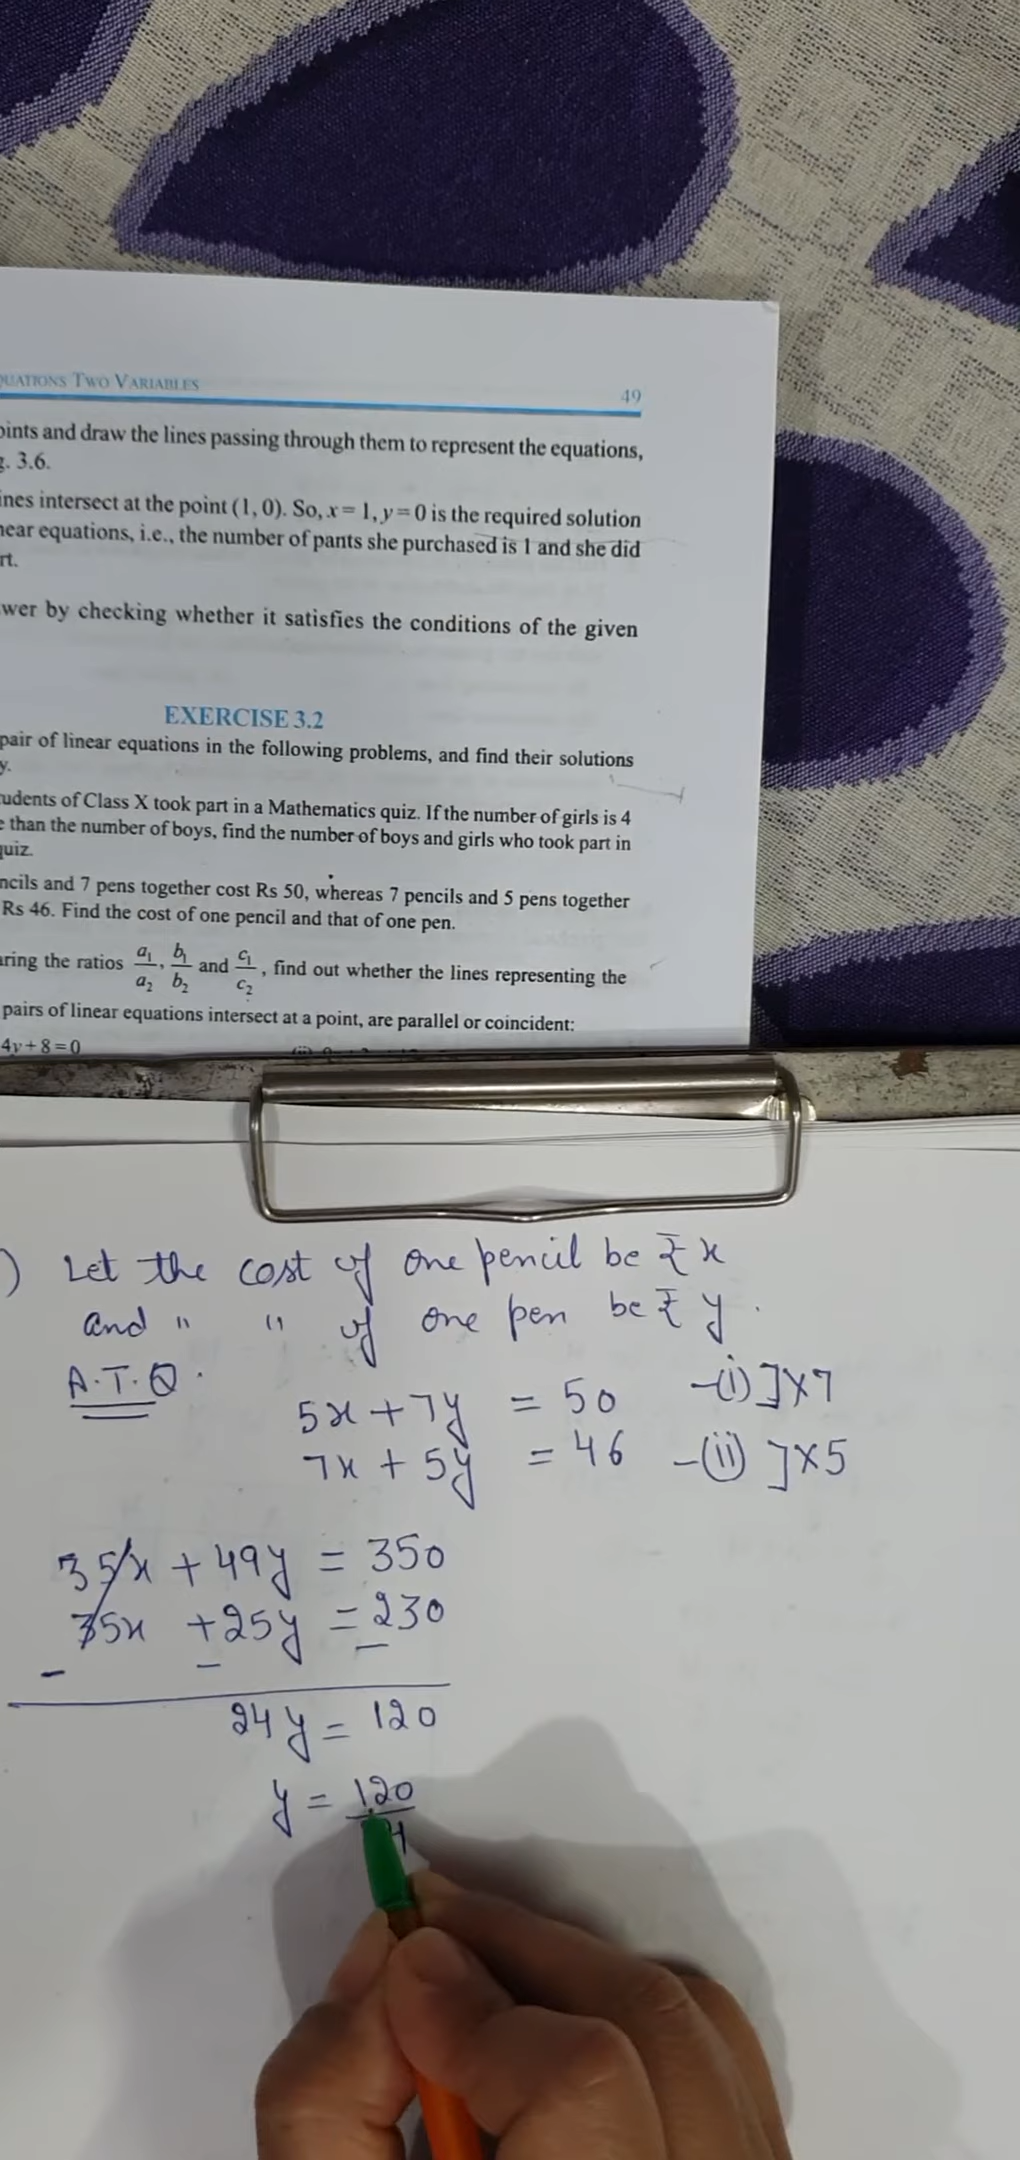 QUATIONS TWO VARIABLES 49
oints and draw the lines passing through them to represent the equations,
g. 3.6.
ines intersect at the point (1, 0). So, x = 1, y = 0 is the required solution
near equations, i.e., the number of pants she purchased is 1 and she did
rt.
wer by checking whether it satisfies the conditions of the given
EXERCISE 3.2
pair of linear equations in the following problems, and find their solutions
y.
udents of Class X took part in a Mathematics quiz. If the number of girls is 4
e than the number of boys, find the number of boys and girls who took part in
quiz.
ncils and 7 pens together cost Rs 50, whereas 7 pencils and 5 pens together
Rs 46. Find the cost of one pencil and that of one pen.
aring the ratios a₁/a₂, b₁/b₂ and c₁/c₂, find out whether the lines representing the
pairs of linear equations intersect at a point, are parallel or coincident:
4y + 8 = 0
) Let the cost of one pencil be ₹ x
and " " of one pen be ₹ y.
A.T.Q.
5x + 7y = 50 -(i) ]×7
7x + 5y = 46 -(ii) ]×5
35x + 49y = 350
35x + 25y = 230
- - -
24y = 120
y = 120/24